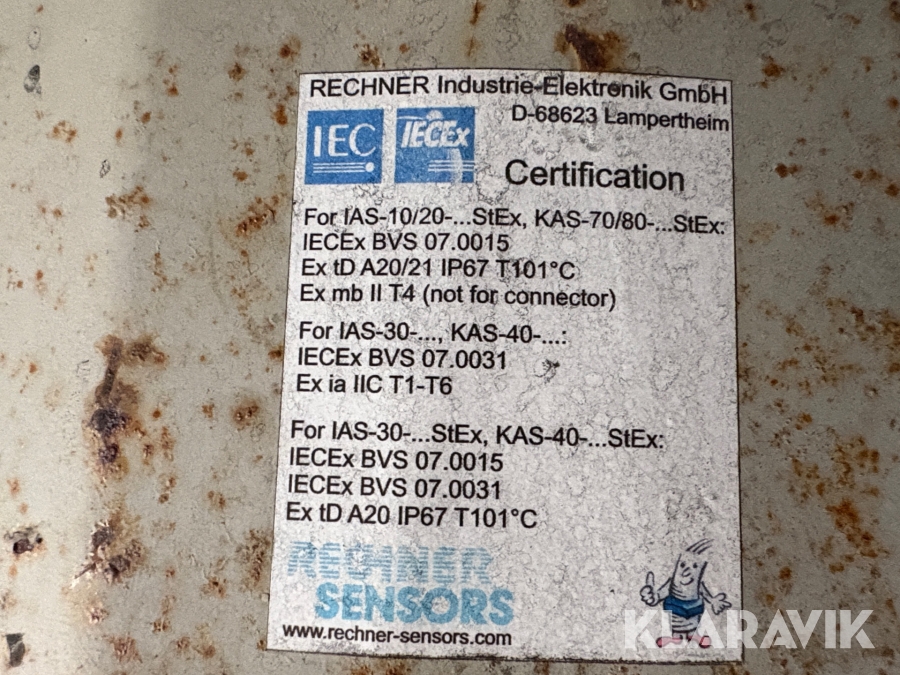 RECHNER Industrie-Elektronik GmbH
D-68623 Lampertheim
IEC IECEx
Certification
For IAS-10/20-...StEx, KAS-70/80-...StEx:
IECEx BVS 07.0015
Ex tD A20/21 IP67 T101°C
Ex mb II T4 (not for connector)
For IAS-30-..., KAS-40-...:
IECEx BVS 07.0031
Ex ia IIC T1-T6
For IAS-30-...StEx, KAS-40-...StEx:
IECEx BVS 07.0015
IECEx BVS 07.0031
Ex tD A20 IP67 T101°C
RECHNER
SENSORS
www.rechner-sensors.com
KLARAVIK